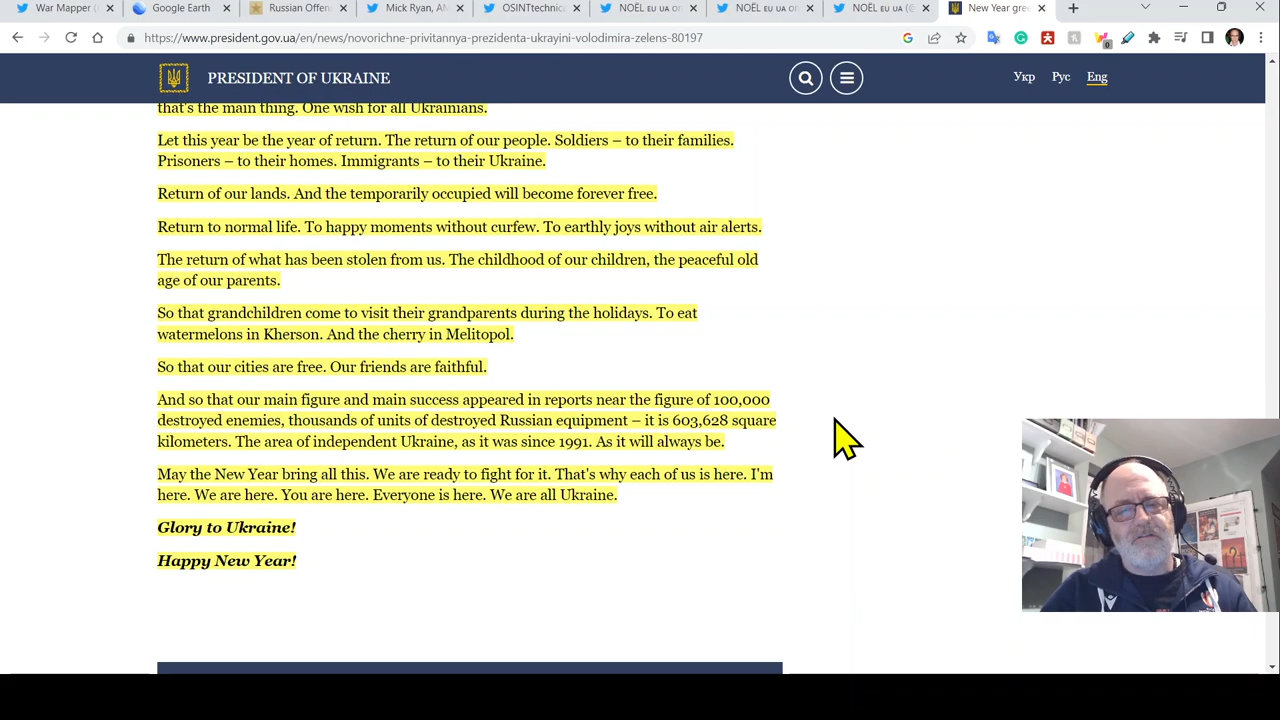 War Mapper (
Google Earth
Russian Offen
Mick Ryan, AM
OSINTtechnica
NOËL EU UA on
NOËL EU UA on
NOËL EU UA (@
New Year gree
https://www.president.gov.ua/en/news/novorichne-privitannya-prezidenta-ukrayini-volodimira-zelens-80197
PRESIDENT OF UKRAINE
Укр Рус Eng
that's the main thing. One wish for all Ukrainians.
Let this year be the year of return. The return of our people. Soldiers – to their families.
Prisoners – to their homes. Immigrants – to their Ukraine.
Return of our lands. And the temporarily occupied will become forever free.
Return to normal life. To happy moments without curfew. To earthly joys without air alerts.
The return of what has been stolen from us. The childhood of our children, the peaceful old
age of our parents.
So that grandchildren come to visit their grandparents during the holidays. To eat
watermelons in Kherson. And the cherry in Melitopol.
So that our cities are free. Our friends are faithful.
And so that our main figure and main success appeared in reports near the figure of 100,000
destroyed enemies, thousands of units of destroyed Russian equipment – it is 603,628 square
kilometers. The area of independent Ukraine, as it was since 1991. As it will always be.
May the New Year bring all this. We are ready to fight for it. That's why each of us is here. I'm
here. We are here. You are here. Everyone is here. We are all Ukraine.
Glory to Ukraine!
Happy New Year!